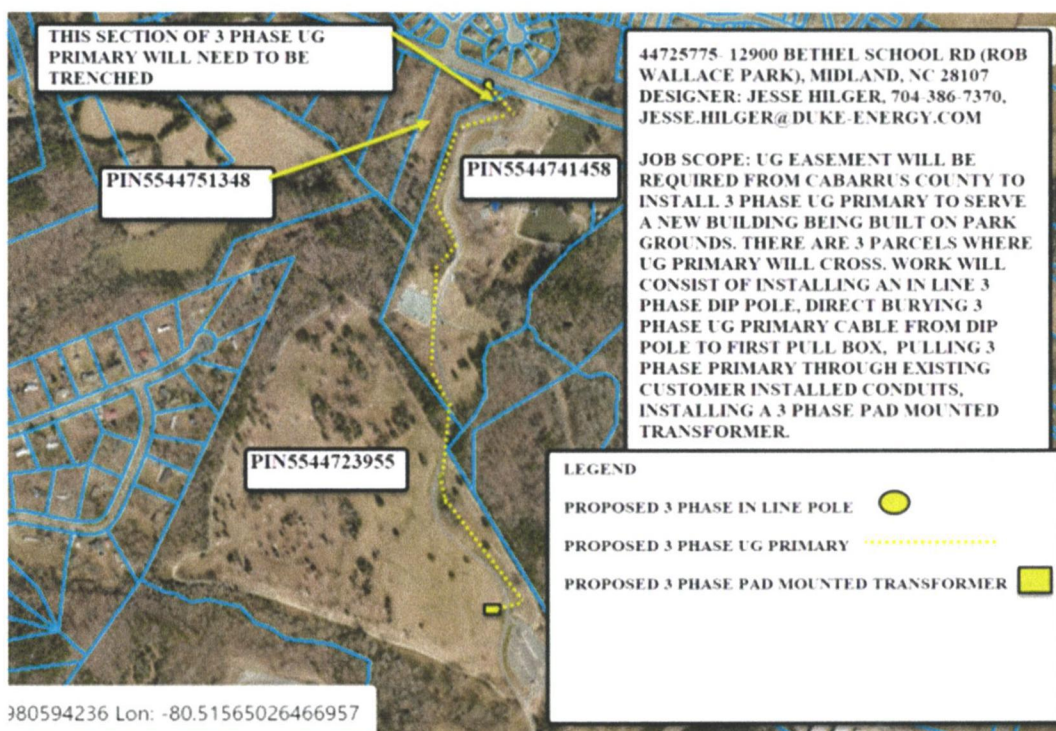 THIS SECTION OF 3 PHASE UG
PRIMARY WILL NEED TO BE
TRENCHED
PIN5544751348
PIN5544741458
PIN5544723955
44725775- 12900 BETHEL SCHOOL RD (ROB
WALLACE PARK), MIDLAND, NC 28107
DESIGNER: JESSE HILGER, 704-386-7370,
JESSE.HILGER@DUKE-ENERGY.COM
JOB SCOPE: UG EASEMENT WILL BE
REQUIRED FROM CABARRUS COUNTY TO
INSTALL 3 PHASE UG PRIMARY TO SERVE
A NEW BUILDING BEING BUILT ON PARK
GROUNDS. THERE ARE 3 PARCELS WHERE
UG PRIMARY WILL CROSS. WORK WILL
CONSIST OF INSTALLING AN IN LINE 3
PHASE DIP POLE, DIRECT BURYING 3
PHASE UG PRIMARY CABLE FROM DIP
POLE TO FIRST PULL BOX, PULLING 3
PHASE PRIMARY THROUGH EXISTING
CUSTOMER INSTALLED CONDUITS,
INSTALLING A 3 PHASE PAD MOUNTED
TRANSFORMER.
LEGEND
PROPOSED 3 PHASE IN LINE POLE
PROPOSED 3 PHASE UG PRIMARY
PROPOSED 3 PHASE PAD MOUNTED TRANSFORMER
980594236 Lon: -80.51565026466957